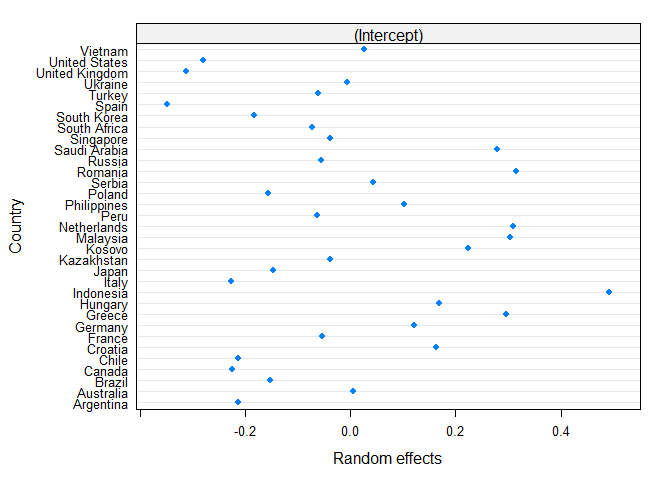 (Intercept)
Vietnam
United States
United Kingdom
Ukraine
Turkey
Spain
South Korea
South Africa
Singapore
Saudi Arabia
Russia
Romania
Serbia
Poland
Philippines
Peru
Netherlands
Malaysia
Kosovo
Kazakhstan
Japan
Italy
Indonesia
Hungary
Greece
Germany
France
Croatia
Chile
Canada
Brazil
Australia
Argentina
Country
-0.2 0.0 0.2 0.4
Random effects